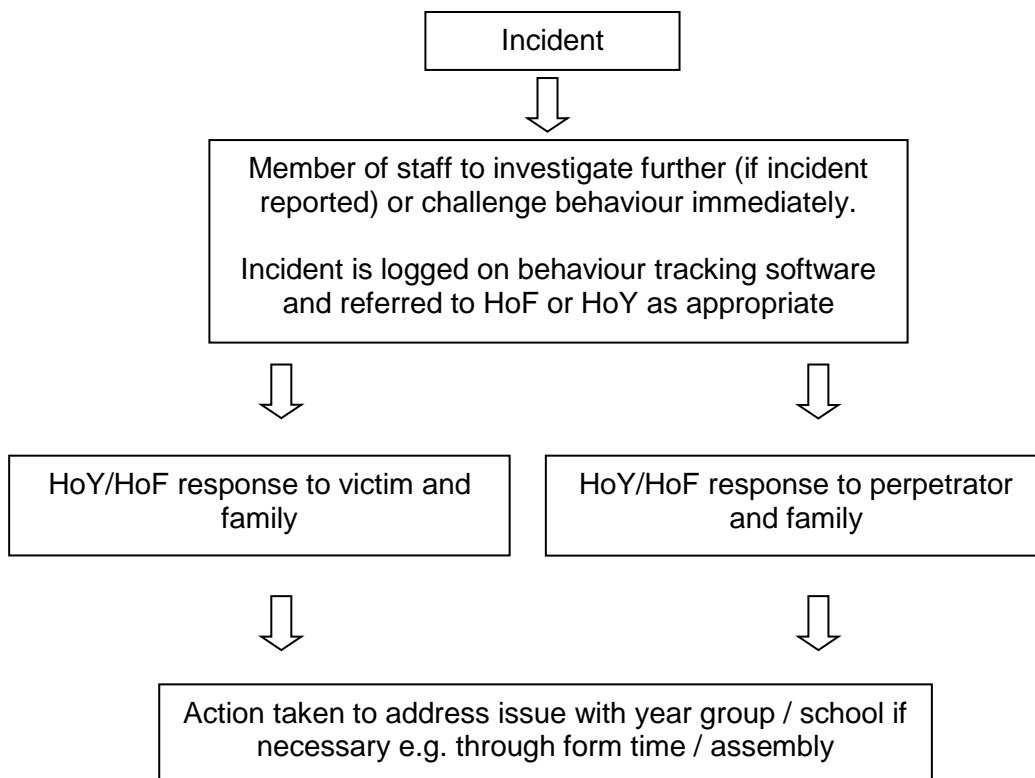 Incident
Member of staff to investigate further (if incident
reported) or challenge behaviour immediately.
Incident is logged on behaviour tracking software
and referred to HoF or HoY as appropriate
HoY/HoF response to victim and
family
HoY/HoF response to perpetrator
and family
Action taken to address issue with year group / school if
necessary e.g. through form time / assembly